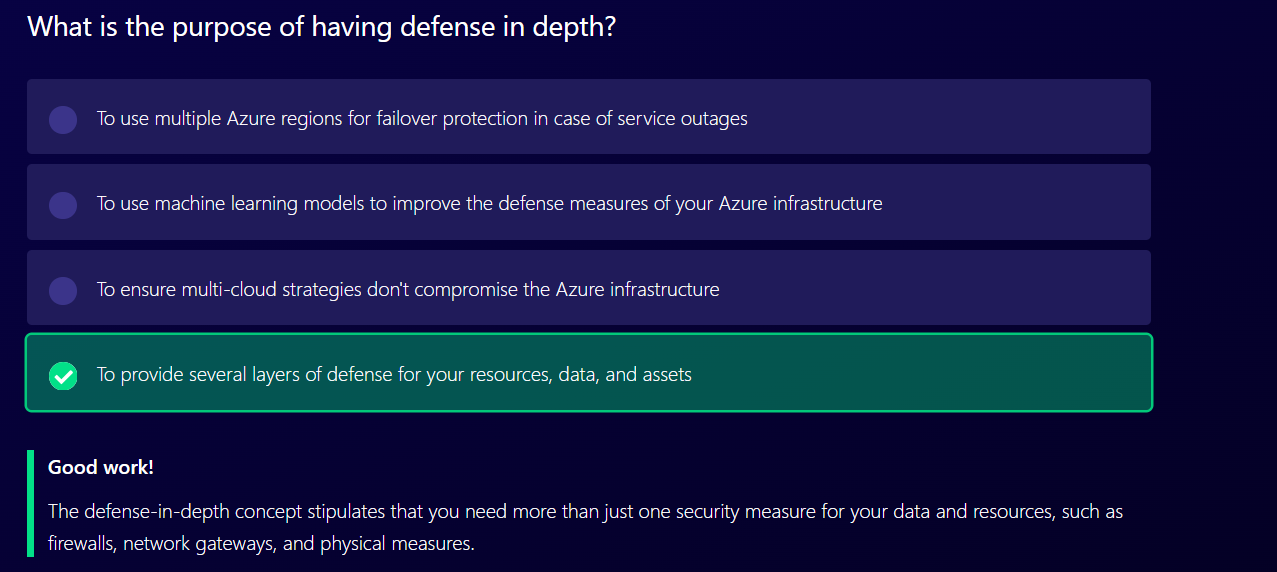 What is the purpose of having defense in depth?
To use multiple Azure regions for failover protection in case of service outages
To use machine learning models to improve the defense measures of your Azure infrastructure
To ensure multi-cloud strategies don't compromise the Azure infrastructure
To provide several layers of defense for your resources, data, and assets
Good work!
The defense-in-depth concept stipulates that you need more than just one security measure for your data and resources, such as
firewalls, network gateways, and physical measures.